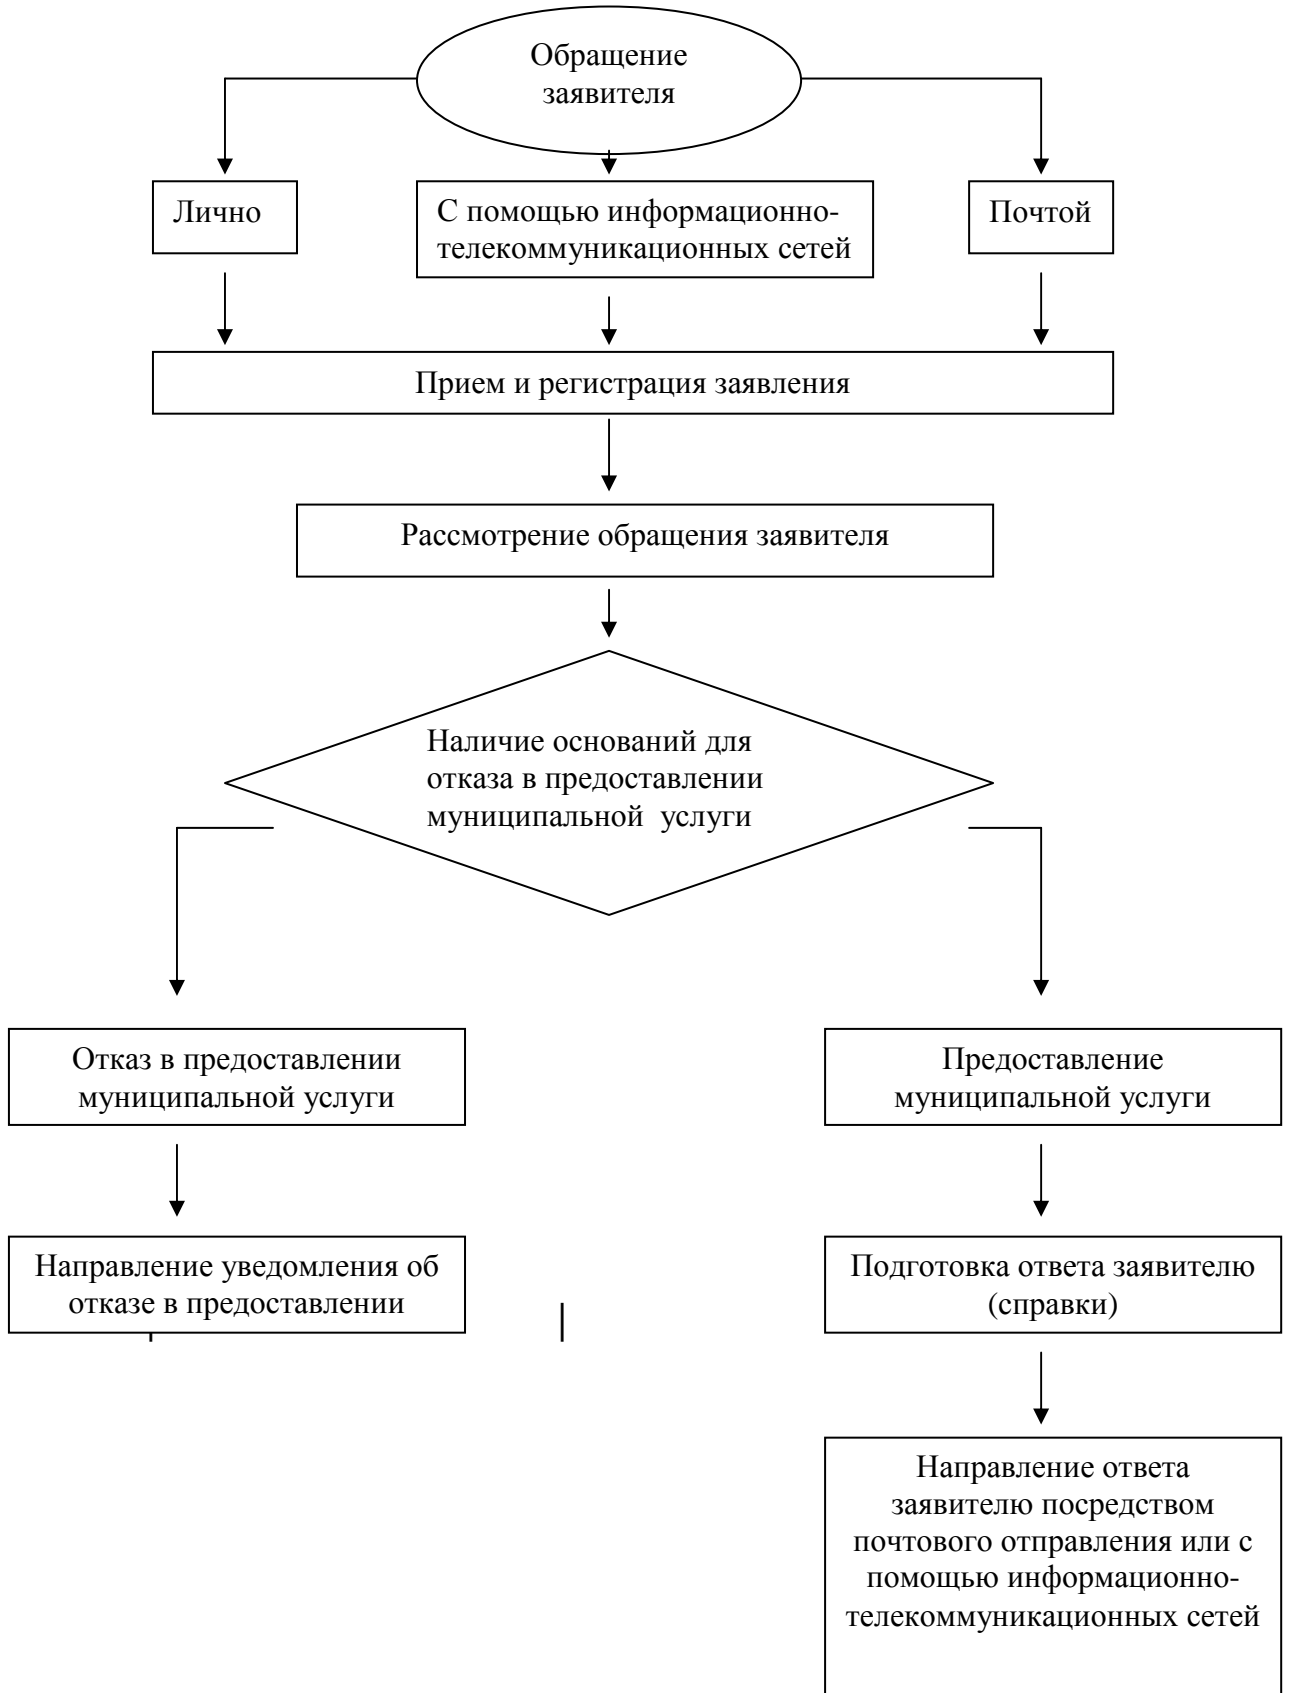 Обращение
заявителя
Лично
С помощью информационно-
телекоммуникационных сетей
Почтой
Прием и регистрация заявления
Рассмотрение обращения заявителя
Наличие оснований для
отказа в предоставлении
муниципальной услуги
Отказ в предоставлении
муниципальной услуги
Предоставление
муниципальной услуги
Направление уведомления об
отказе в предоставлении
Подготовка ответа заявителю
(справки)
Направление ответа
заявителю посредством
почтового отправления или с
помощью информационно-
телекоммуникационных сетей